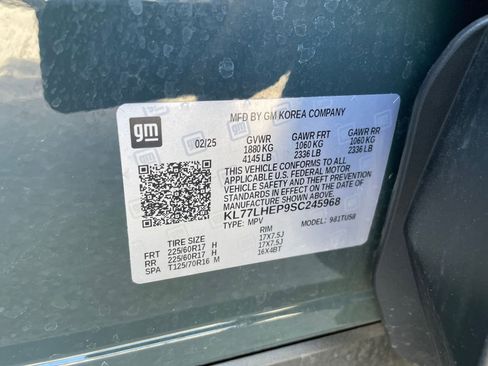 MFD BY GM KOREA COMPANY
gm
02/25 GVWR GAWR FRT GAWR RR
1880 KG 1060 KG 1060 KG
4145 LB 2336 LB 2336 LB
THIS VEHICLE CONFORMS TO ALL
APPLICABLE U.S. FEDERAL MOTOR
VEHICLE SAFETY AND THEFT PREVENTION
STANDARDS IN EFFECT ON THE DATE OF
MANUFACTURE SHOWN ABOVE.
KL77LHEP9SC245968
TYPE: MPV MODEL: 981TU58
TIRE SIZE RIM
FRT 225/60R17 H 17X7.5J
RR 225/60R17 H 17X7.5J
SPA T125/70R16 M 16X4BT